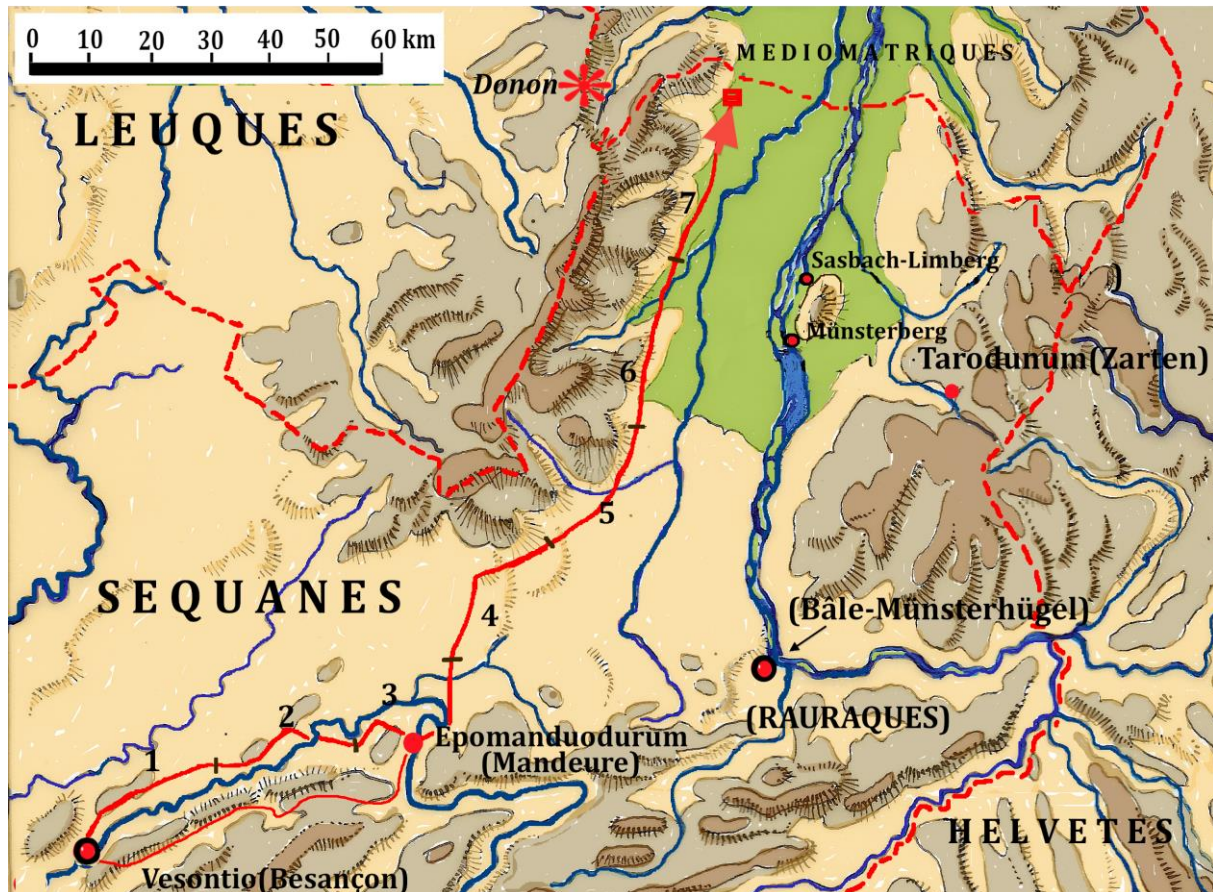 0 10 20 30 40 50 60 km
MEDIOMATRIQUES
Donon
LEUQUES
7
Sasbach-Limberg
Münsterberg
Tarodunum(Zarten)
6
5
SEQUANES
4
(Bâle-Münsterhügel)
3
2
(RAURAQUES)
Epomanduodurum
(Mandeure)
1
HELVETES
Vesontio(Besançon)